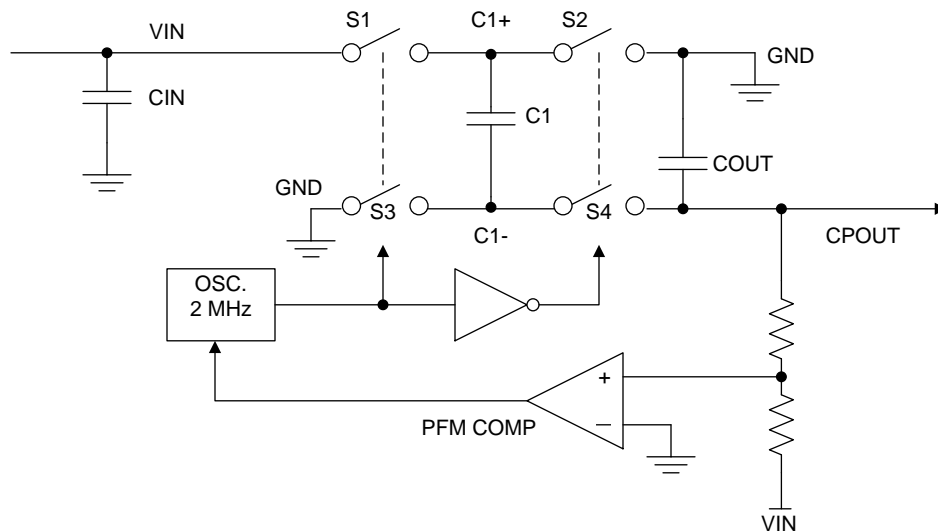 VIN
S1
C1+
S2
GND
CIN
C1
COUT
GND
S3
C1-
S4
CPOUT
OSC.
2 MHz
PFM COMP
+
–
VIN